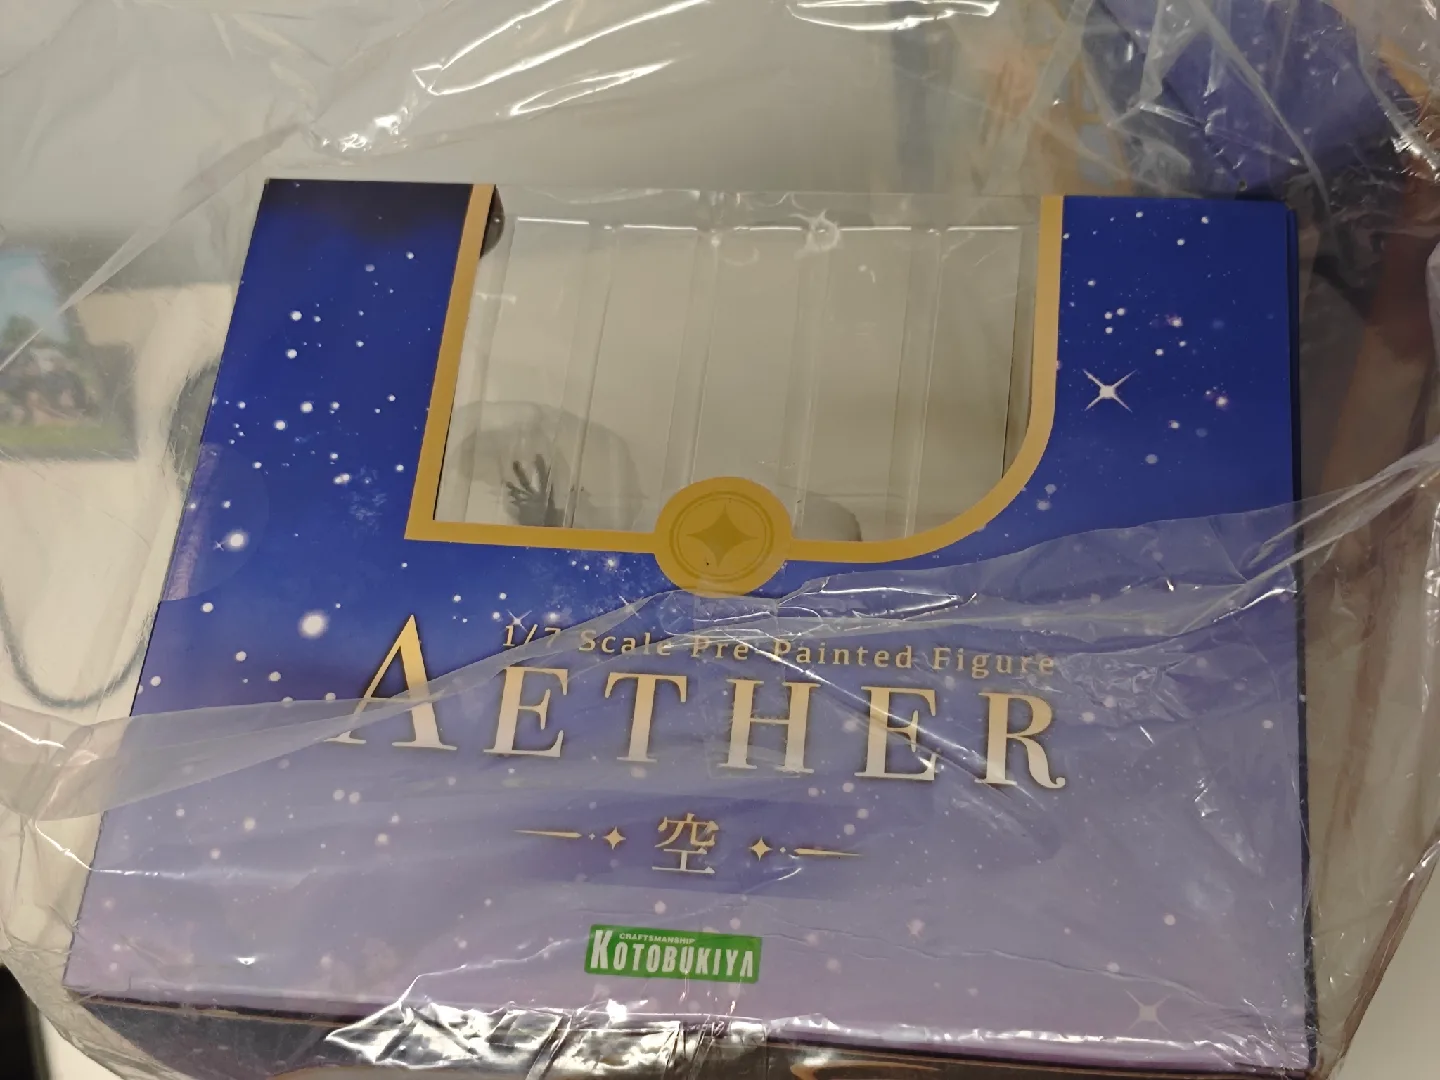 1/7 Scale Pre-Painted Figure
AETHER
空
CRAFTSMANSHIP
KOTOBUKIYA